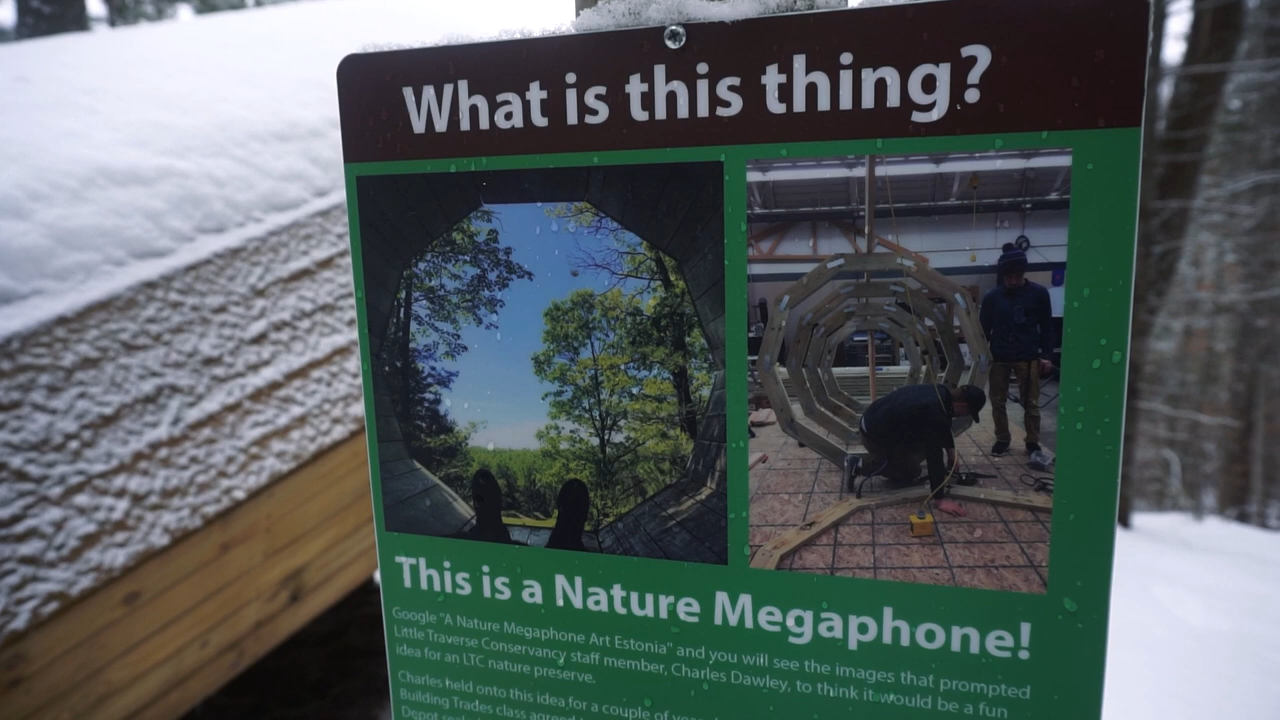 What is this thing?
This is a Nature Megaphone!
Google "A Nature Megaphone Art Estonia" and you will see the images that prompted
Little Traverse Conservancy staff member, Charles Dawley, to think it would be a fun
idea for an LTC nature preserve.
Charles held onto this idea for a couple of
Building Trades class agreed
Depot